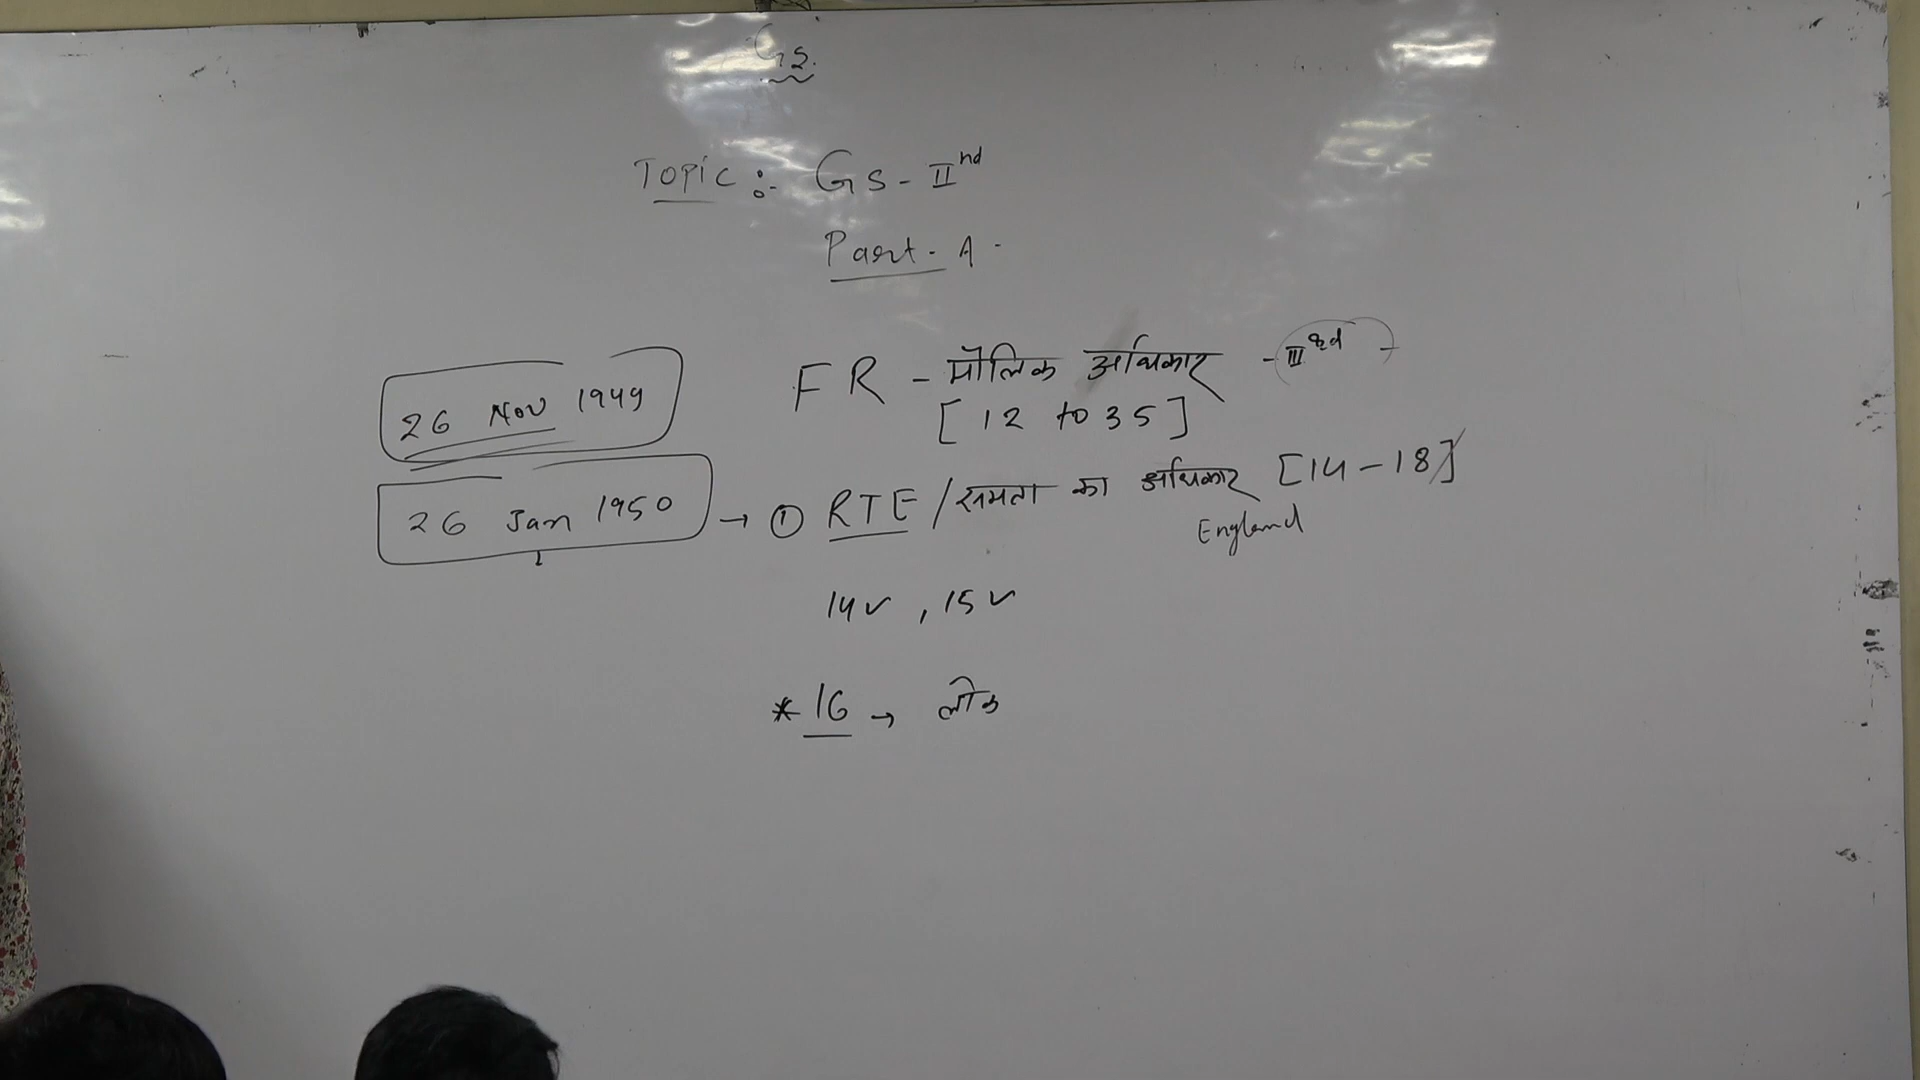 GS.
Topic :- GS - II nd
Part - A -
26 Nov 1949
FR - मौलिक अधिकार - III
[12 to 35]
26 Jan 1950 → ① RTE / समता का अधिकार [14-18]
England
14✓ , 15✓
* 16 → लोक